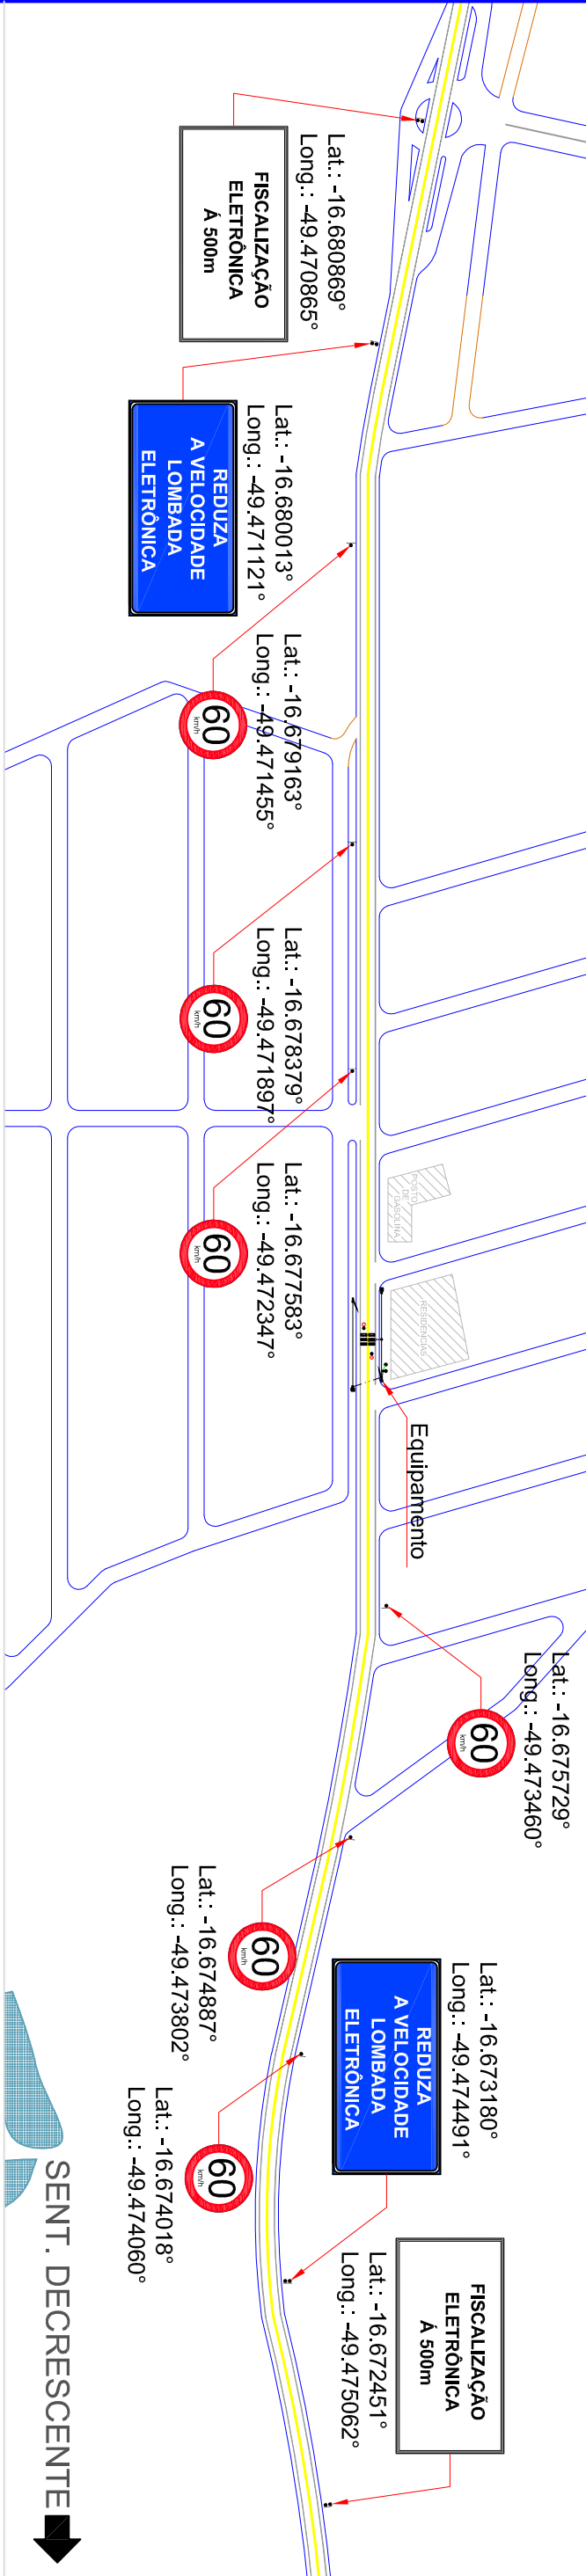 Lat.: -16.680869°
Long.: -49.470865°
FISCALIZAÇÃO
ELETRÔNICA
Á 500m
Lat.: -16.680013°
Long.: -49.471121°
REDUZA
A VELOCIDADE
LOMBADA
ELETRÔNICA
Lat.: -16.679163°
Long.: -49.471455°
60
km/h
Lat.: -16.678379°
Long.: -49.471897°
60
km/h
Lat.: -16.677583°
Long.: -49.472347°
60
km/h
POSTO
DE
GASOLINA
RESIDENCIAS
Equipamento
Lat.: -16.675729°
Long.: -49.473460°
60
km/h
Lat.: -16.674887°
Long.: -49.473802°
60
km/h
Lat.: -16.674018°
Long.: -49.474060°
60
km/h
Lat.: -16.673180°
Long.: -49.474491°
REDUZA
A VELOCIDADE
LOMBADA
ELETRÔNICA
Lat.: -16.672451°
Long.: -49.475062°
FISCALIZAÇÃO
ELETRÔNICA
Á 500m
SENT. DECRESCENTE